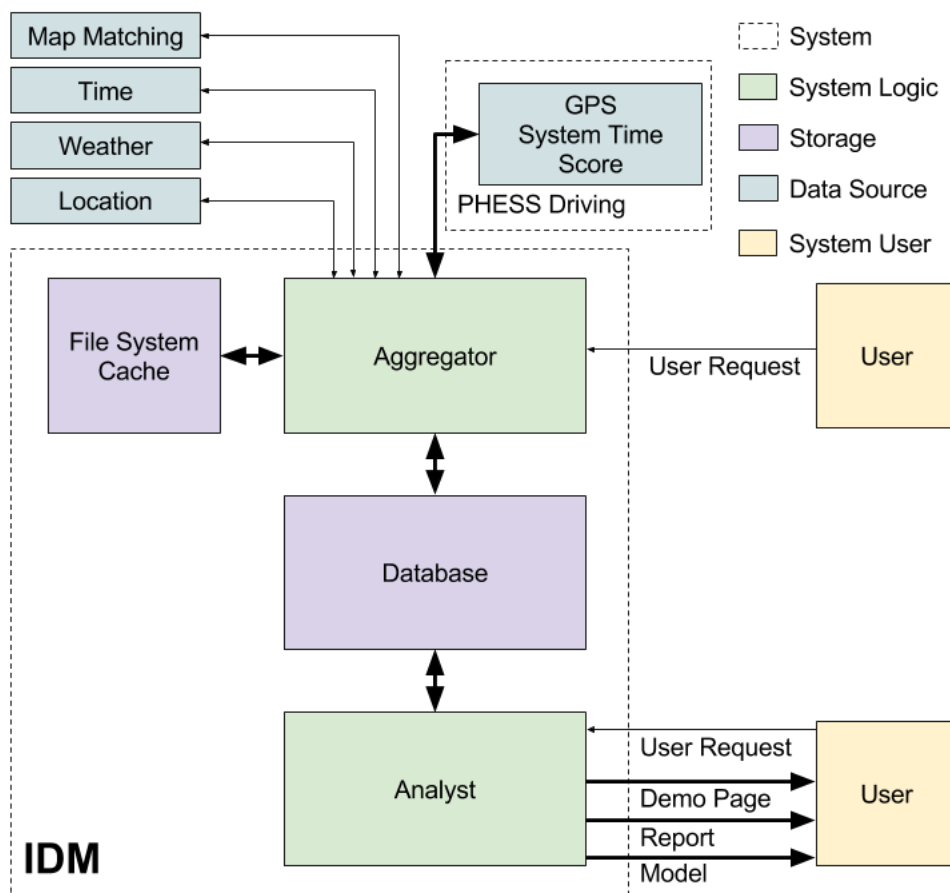 Map Matching
Time
Weather
Location
GPS
System Time
Score
PHESS Driving
System
System Logic
Storage
Data Source
System User
File System
Cache
Aggregator
User Request
User
Database
Analyst
User Request
Demo Page
Report
Model
User
IDM